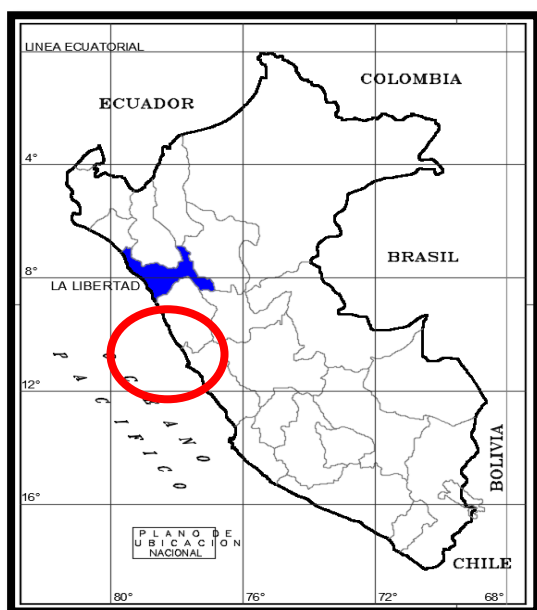 LINEA ECUATORIAL
COLOMBIA
ECUADOR
4°
BRASIL
8°
LA LIBERTAD
12°
OCEANO
PACIFICO
16°
BOLIVIA
PLANO DE
UBICACION
NACIONAL
CHILE
80°
76°
72°
68°